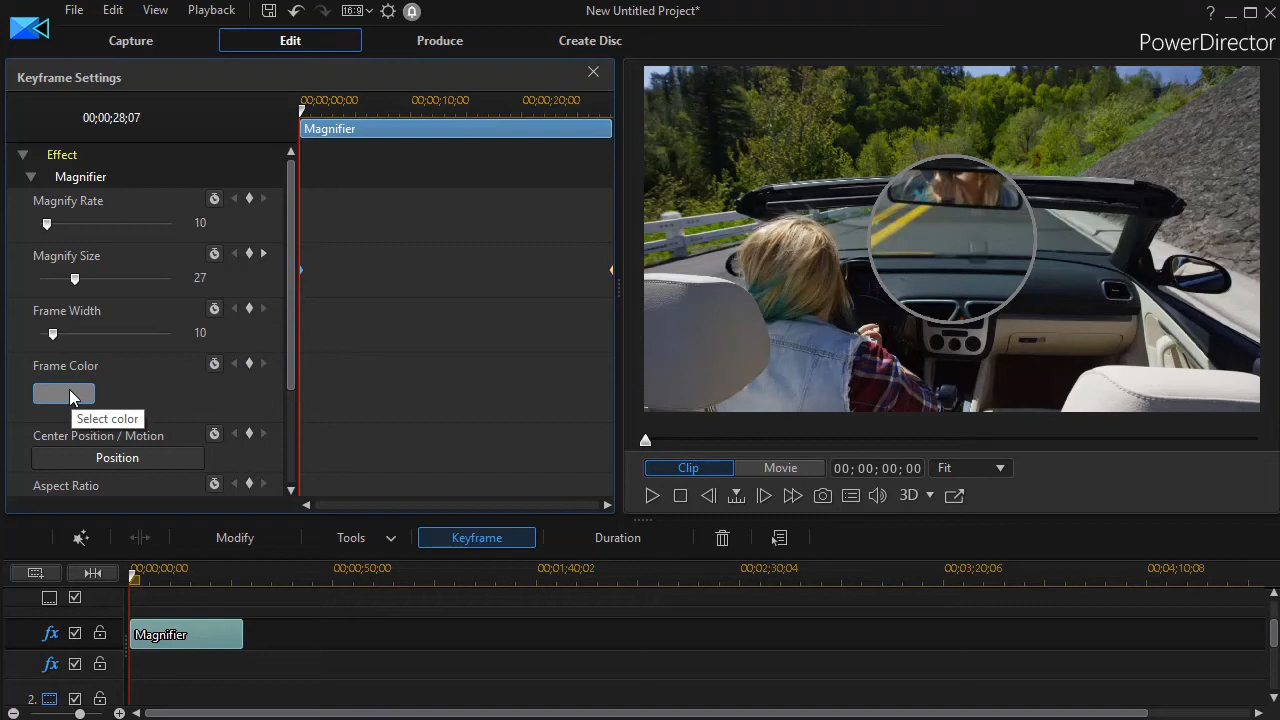 File Edit View Playback 16:9 New Untitled Project* ?
Capture Edit Produce Create Disc PowerDirector
Keyframe Settings
00;00;28;07 00;00;00;00 00;00;10;00 00;00;20;00
Magnifier
Effect
Magnifier
Magnify Rate
10
Magnify Size
27
Frame Width
10
Frame Color
Select color
Center Position / Motion
Position
Aspect Ratio
Clip Movie 00; 00; 00; 00 Fit
3D
Modify Tools Keyframe Duration
00;00;00;00 00;00;50;00 00;01;40;02 00;02;30;04 00;03;20;06 00;04;10;08
fx Magnifier
fx
2.